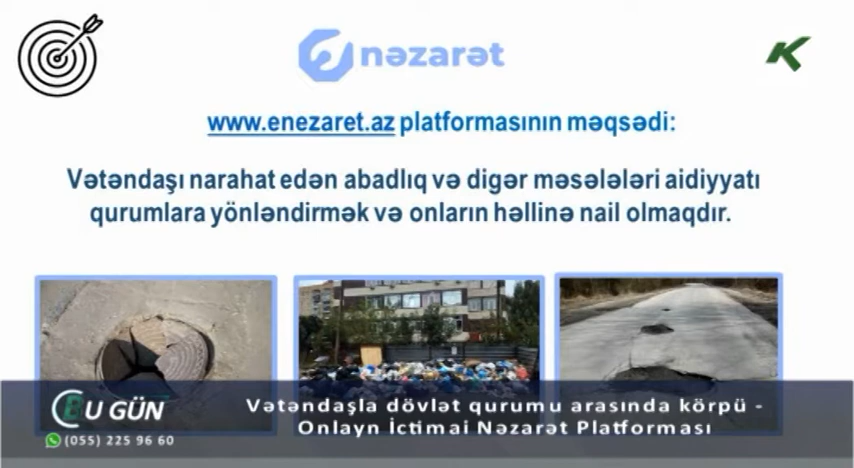 nəzarət
www.enezaret.az platformasının məqsədi:
Vətəndaşı narahat edən abadlıq və digər məsələləri aidiyyatı
qurumlara yönləndirmək və onların həllinə nail olmaqdır.
BU GÜN
(055) 225 96 60
Vətəndaşla dövlət qurumu arasında körpü -
Onlayn İctimai Nəzarət Platforması